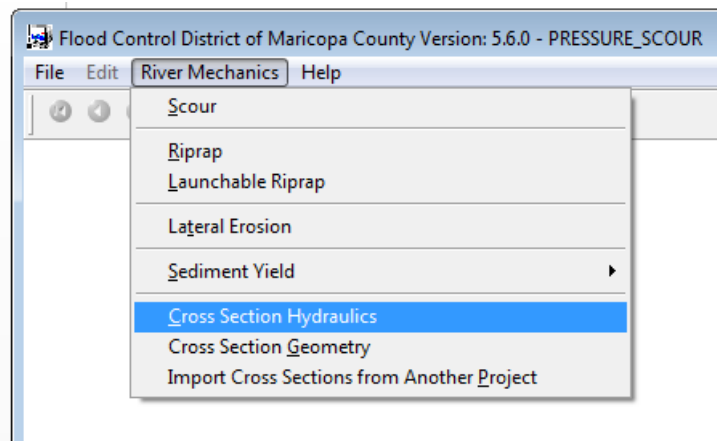 Flood Control District of Maricopa County Version: 5.6.0 - PRESSURE_SCOUR
File Edit River Mechanics Help
Scour
Riprap
Launchable Riprap
Lateral Erosion
Sediment Yield
Cross Section Hydraulics
Cross Section Geometry
Import Cross Sections from Another Project